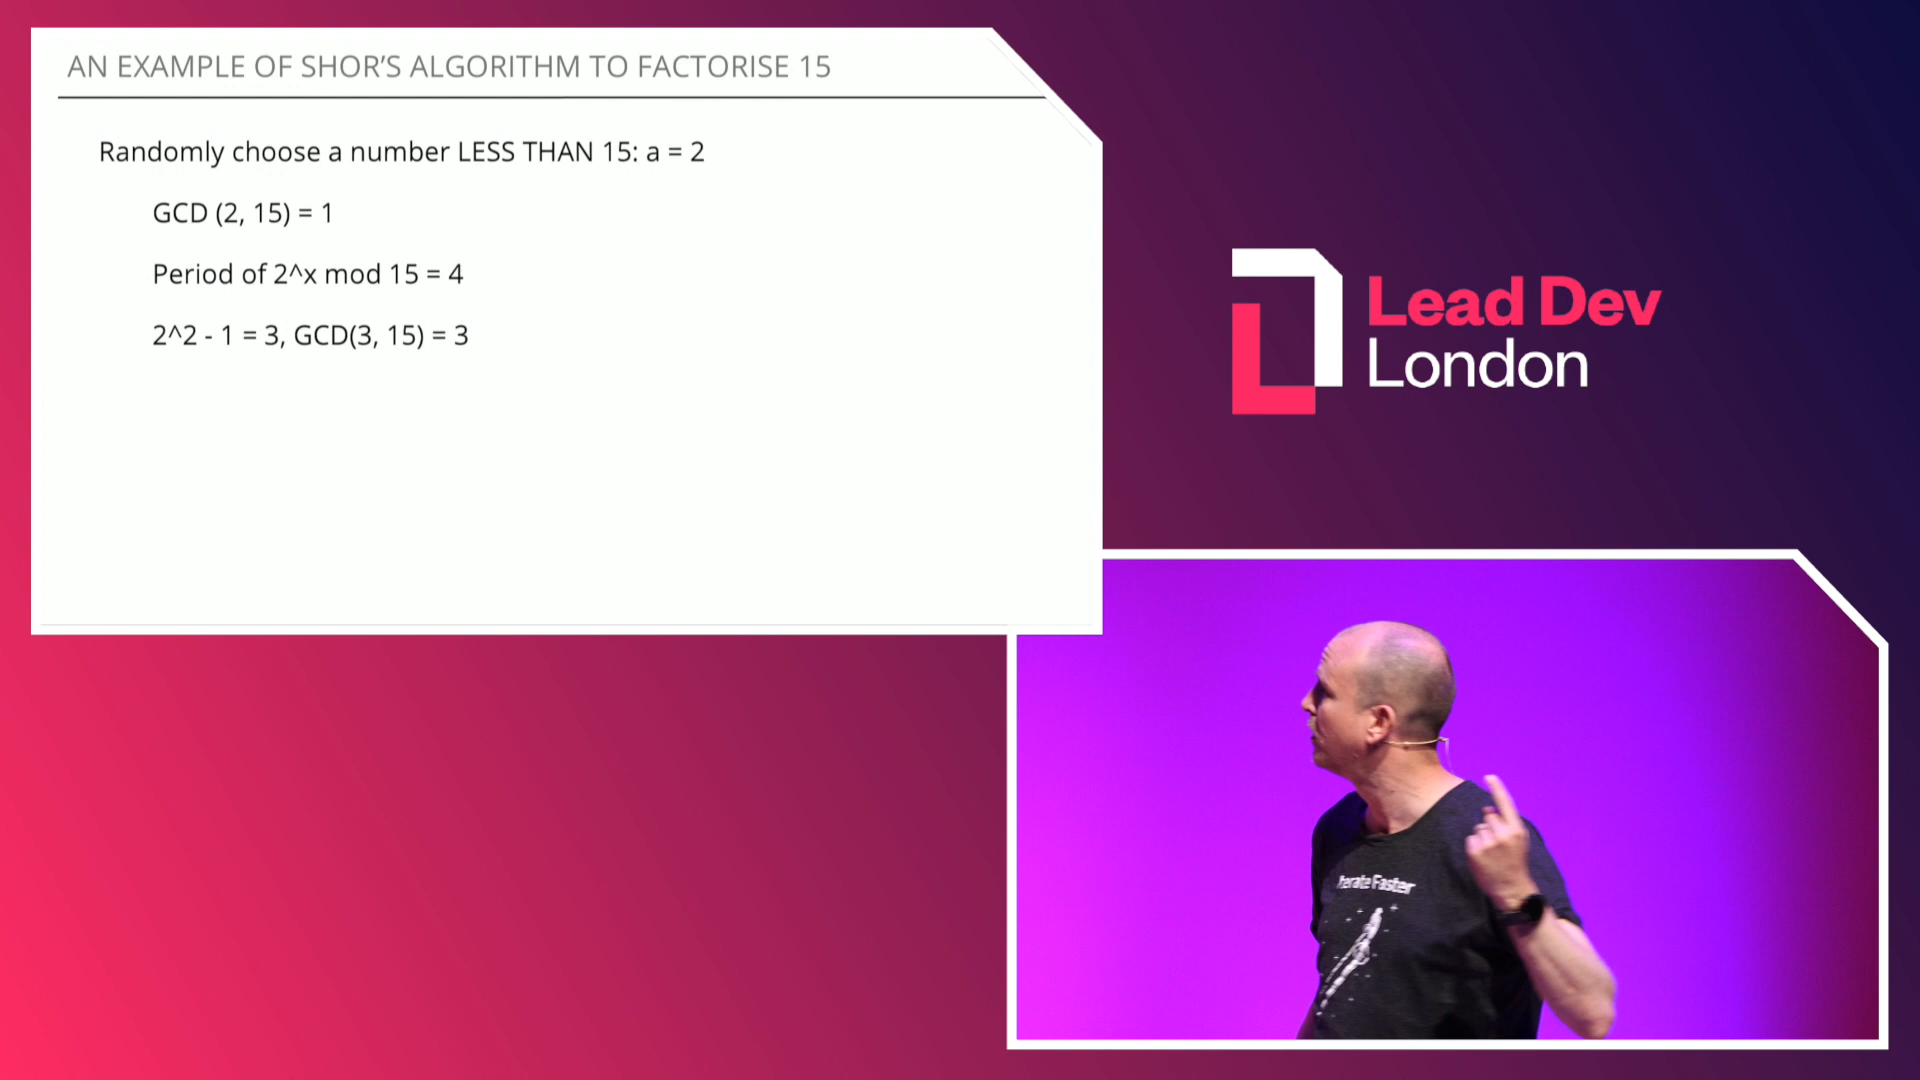 AN EXAMPLE OF SHOR’S ALGORITHM TO FACTORISE 15
Randomly choose a number LESS THAN 15: a = 2
GCD (2, 15) = 1
Period of 2^x mod 15 = 4
2^2 - 1 = 3, GCD(3, 15) = 3
Lead Dev
London
Faster